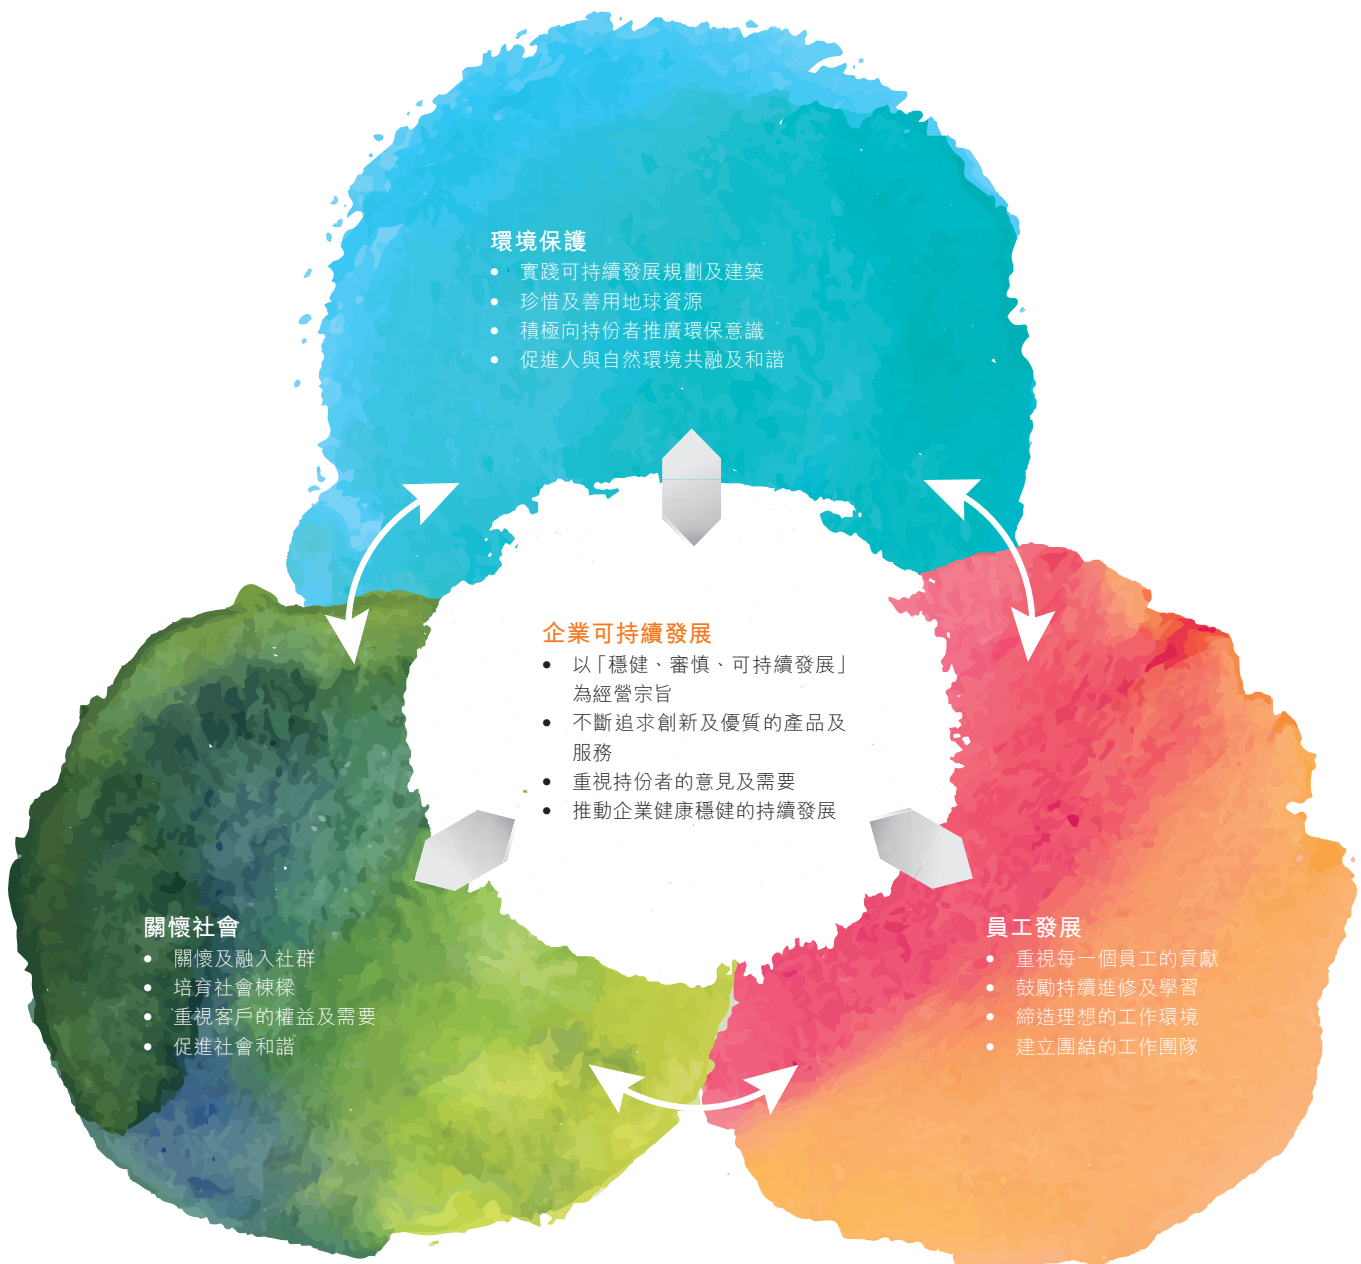 環境保護
• 實踐可持續發展規劃及建築
• 珍惜及善用地球資源
• 積極向持份者推廣環保意識
• 促進人與自然環境共融及和諧
企業可持續發展
• 以「穩健、審慎、可持續發展」
為經營宗旨
• 不斷追求創新及優質的產品及
服務
• 重視持份者的意見及需要
• 推動企業健康穩健的持續發展
關懷社會
• 關懷及融入社群
• 培育社會棟樑
• 重視客戶的權益及需要
• 促進社會和諧
員工發展
• 重視每一個員工的貢獻
• 鼓勵持續進修及學習
• 締造理想的工作環境
• 建立團結的工作團隊